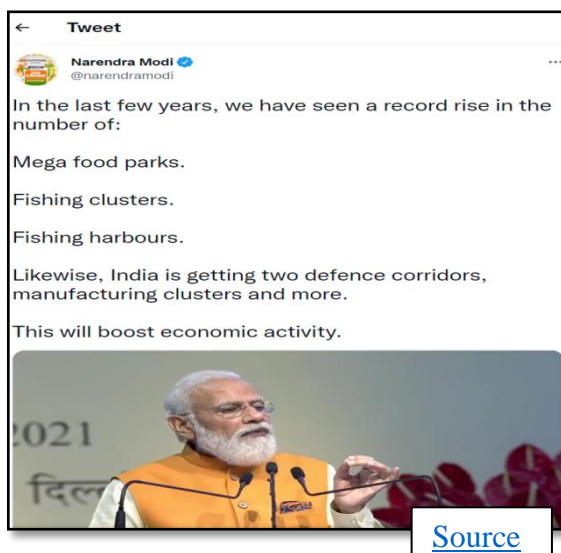 ← Tweet
Narendra Modi
@narendramodi
...
In the last few years, we have seen a record rise in the
number of:
Mega food parks.
Fishing clusters.
Fishing harbours.
Likewise, India is getting two defence corridors,
manufacturing clusters and more.
This will boost economic activity.
2021
Source